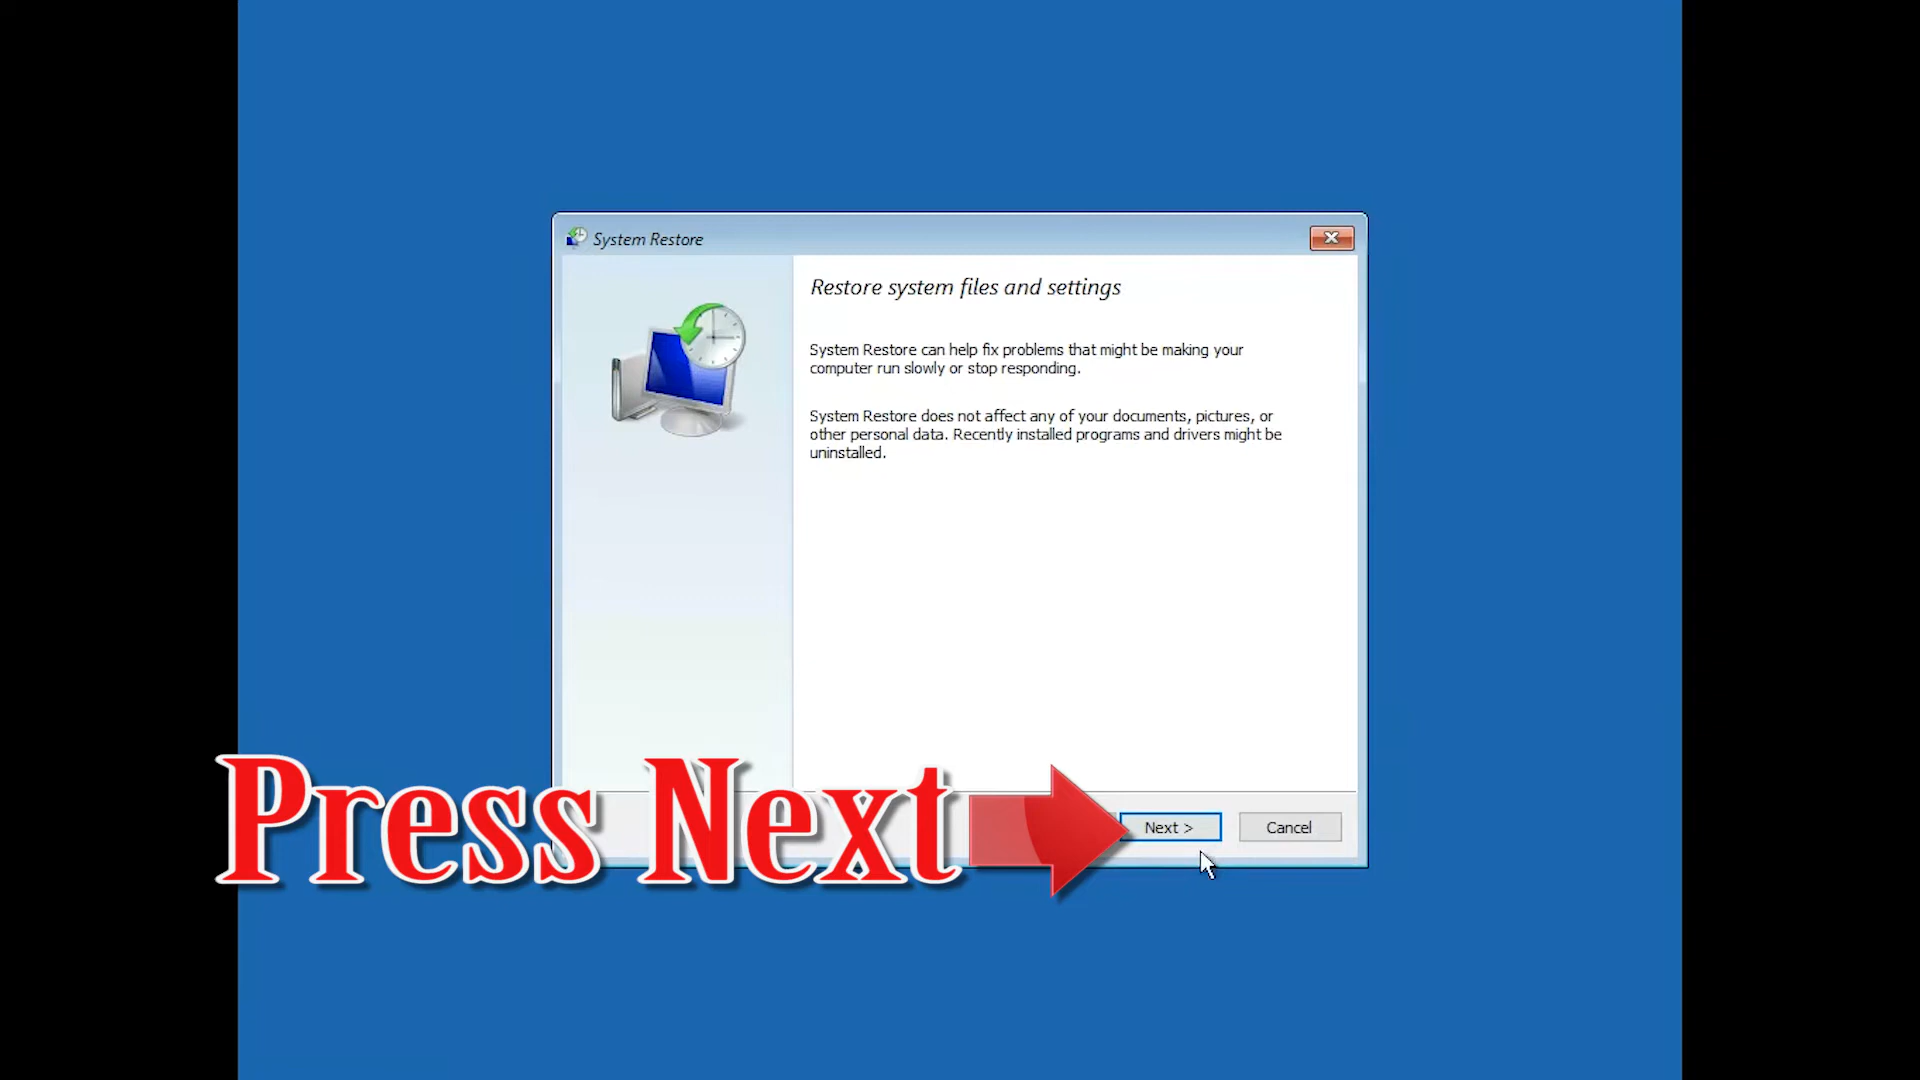 System Restore
Restore system files and settings
System Restore can help fix problems that might be making your
computer run slowly or stop responding.
System Restore does not affect any of your documents, pictures, or
other personal data. Recently installed programs and drivers might be
uninstalled.
Press Next
Next >
Cancel